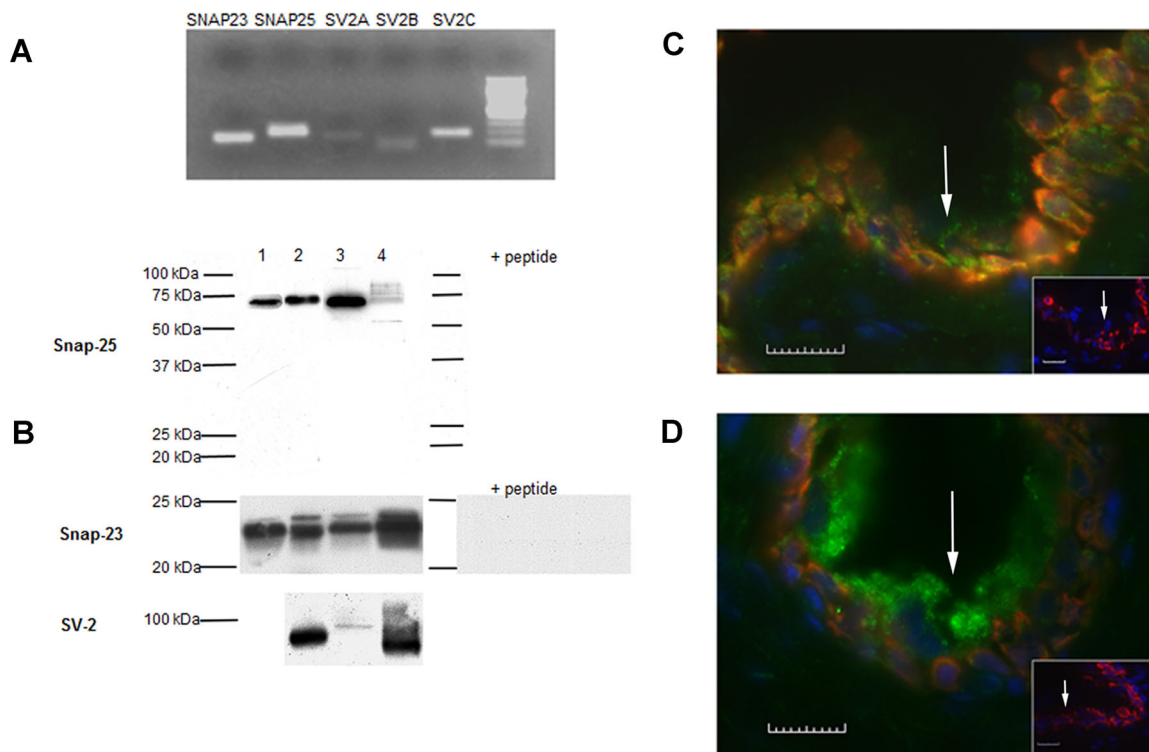 SNAP23 SNAP25 SV2A SV2B SV2C
A
1 2 3 4 + peptide
100 kDa
75 kDa
50 kDa
Snap-25
37 kDa
25 kDa
20 kDa
B
+ peptide
25 kDa
Snap-23
20 kDa
SV-2
100 kDa
C
D